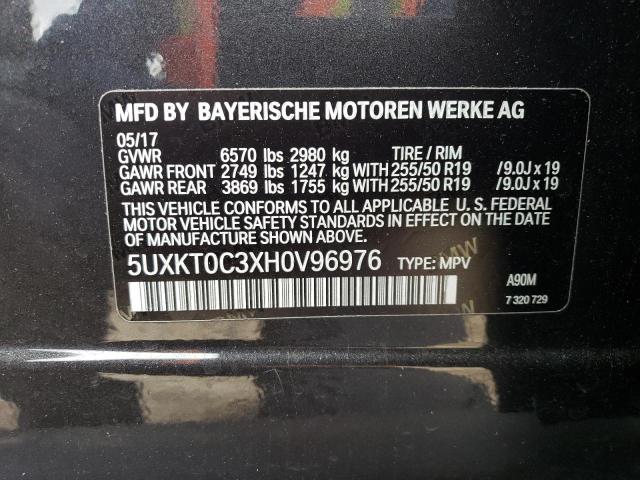 MFD BY BAYERISCHE MOTOREN WERKE AG
05/17
GVWR 6570 lbs 2980 kg TIRE / RIM
GAWR FRONT 2749 lbs 1247 kg WITH 255/50 R19 /9.0J x 19
GAWR REAR 3869 lbs 1755 kg WITH 255/50 R19 /9.0J x 19
THIS VEHICLE CONFORMS TO ALL APPLICABLE U. S. FEDERAL
MOTOR VEHICLE SAFETY STANDARDS IN EFFECT ON THE DATE
OF MANUFACTURE SHOWN ABOVE.
5UXKT0C3XH0V96976 TYPE: MPV
A90M
7 320 729